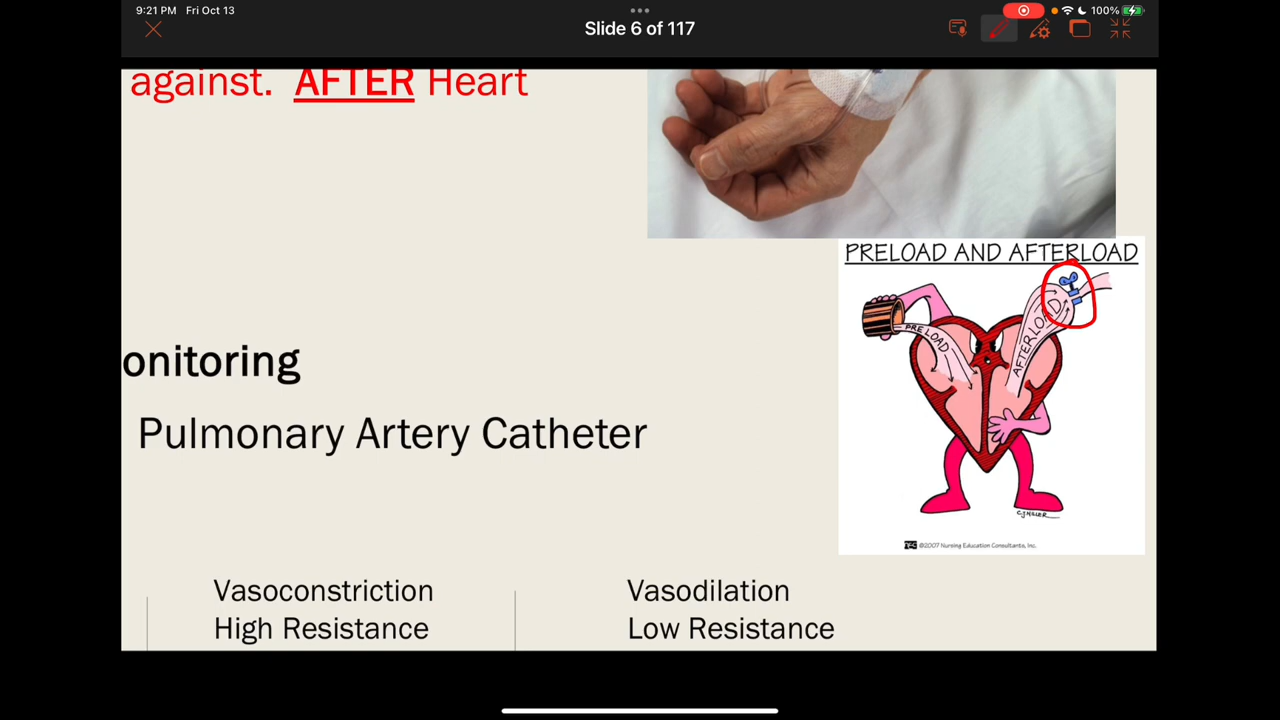 9:21 PM Fri Oct 13
100%
Slide 6 of 117
against. AFTER Heart
PRELOAD AND AFTERLOAD
PRELOAD
AFTERLOAD
onitoring
Pulmonary Artery Catheter
©2007 Nursing Education Consultants, Inc.
Vasoconstriction
High Resistance
Vasodilation
Low Resistance